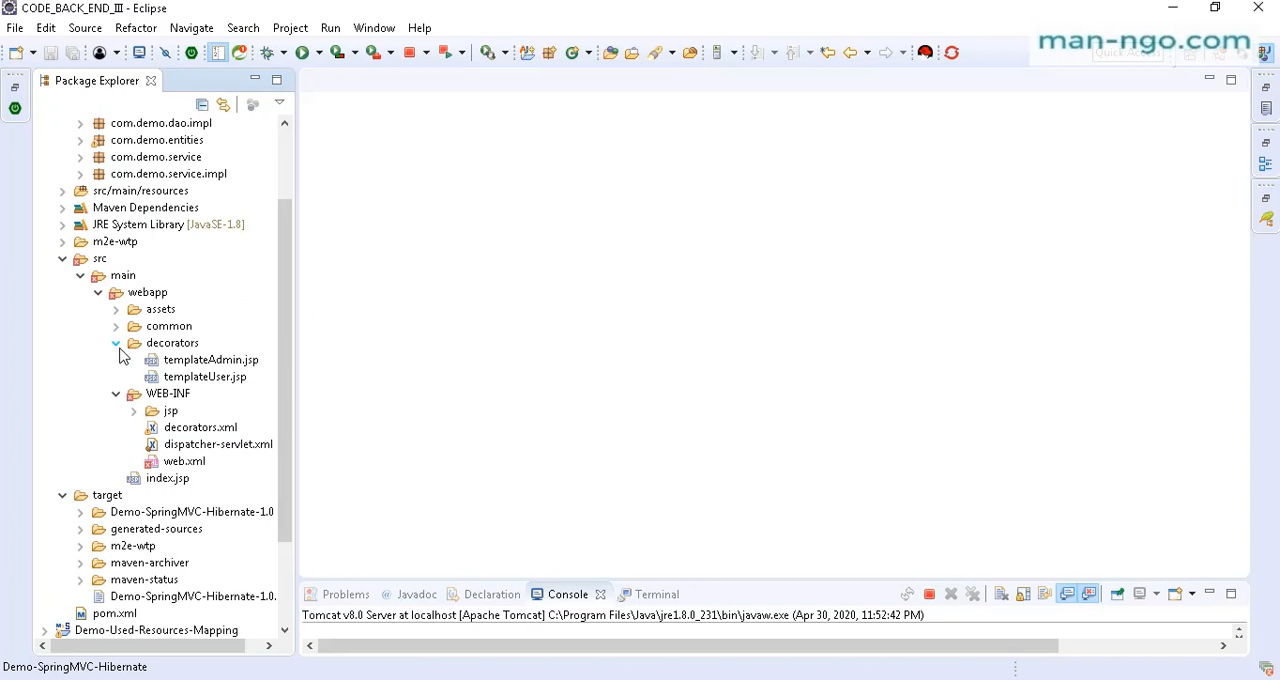 CODE_BACK_END_III - Eclipse
File Edit Source Refactor Navigate Search Project Run Window Help
man-ngo.com
Quick Access
Package Explorer
com.demo.dao.impl
com.demo.entities
com.demo.service
com.demo.service.impl
src/main/resources
Maven Dependencies
JRE System Library [JavaSE-1.8]
m2e-wtp
src
main
webapp
assets
common
decorators
templateAdmin.jsp
templateUser.jsp
WEB-INF
jsp
decorators.xml
dispatcher-servlet.xml
web.xml
index.jsp
target
Demo-SpringMVC-Hibernate-1.0
generated-sources
m2e-wtp
maven-archiver
maven-status
Demo-SpringMVC-Hibernate-1.0.
pom.xml
Demo-Used-Resources-Mapping
Problems Javadoc Declaration Console Terminal
Tomcat v8.0 Server at localhost [Apache Tomcat] C:\Program Files\Java\jre1.8.0_231\bin\javaw.exe (Apr 30, 2020, 11:52:42 PM)
Demo-SpringMVC-Hibernate